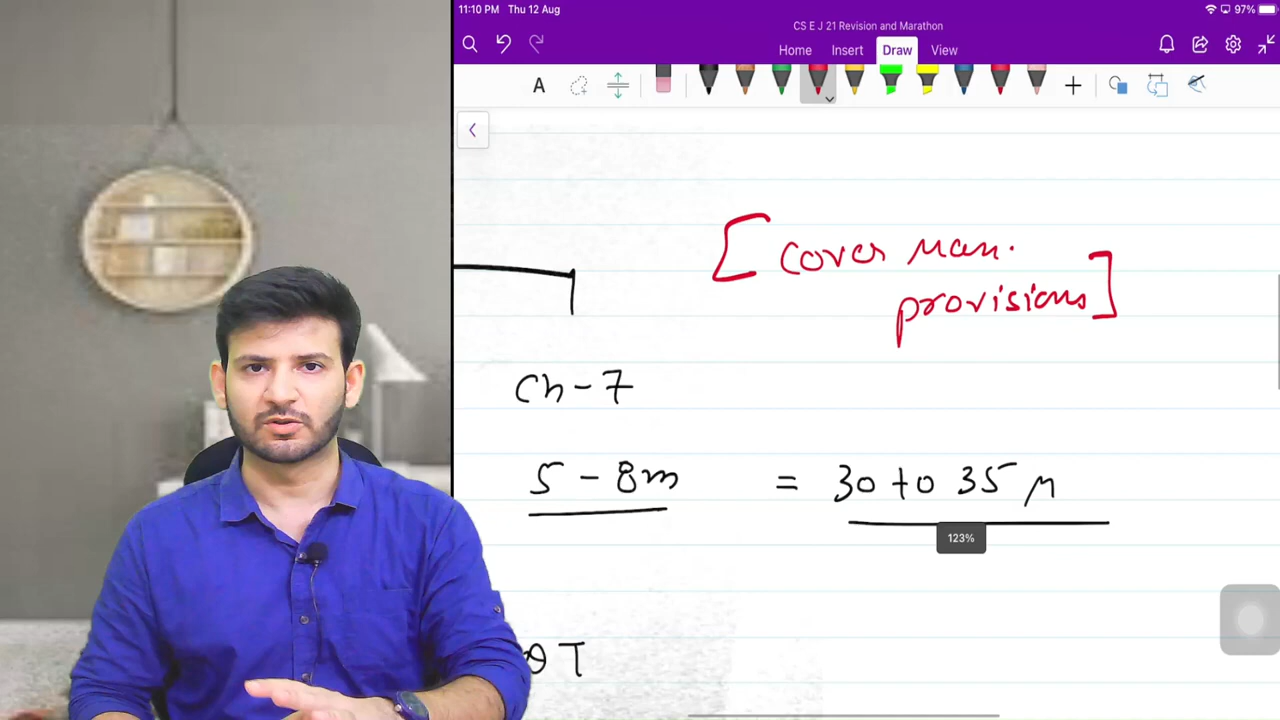 11:10 PM Thu 12 Aug
97%
CS E J 21 Revision and Marathon
Home Insert Draw View
A
[ cover man.
provisions ]
Ch - 7
5 - 8m = 30 to 35 M
123%
T